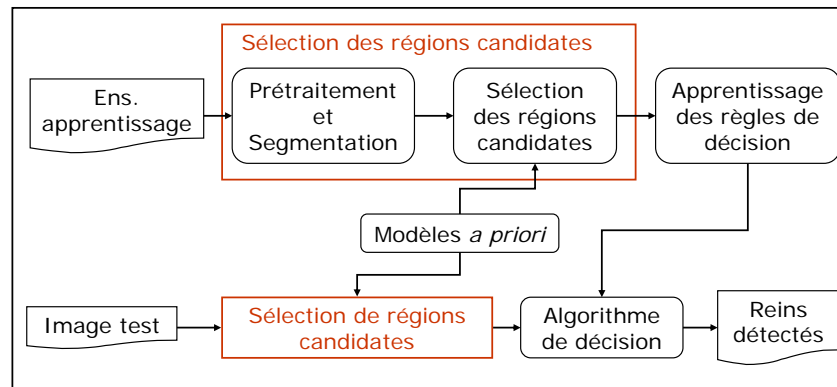 Sélection des régions candidates
Ens.
apprentissage
Prétraitement
et
Segmentation
Sélection
des régions
candidates
Apprentissage
des règles de
décision
Modèles a priori
Image test
Sélection de régions
candidates
Algorithme
de décision
Reins
détectés